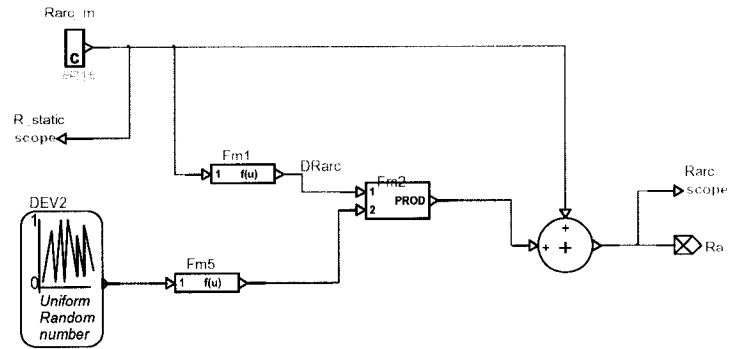 Rarc_m
C
R_static
scope
Fm1
1 f(u)
DRarc
Fm2
1
PROD
2
Rarc
scope
+
+ +
Ra
DEV2
1
0
Uniform
Random
number
Fm5
1 f(u)